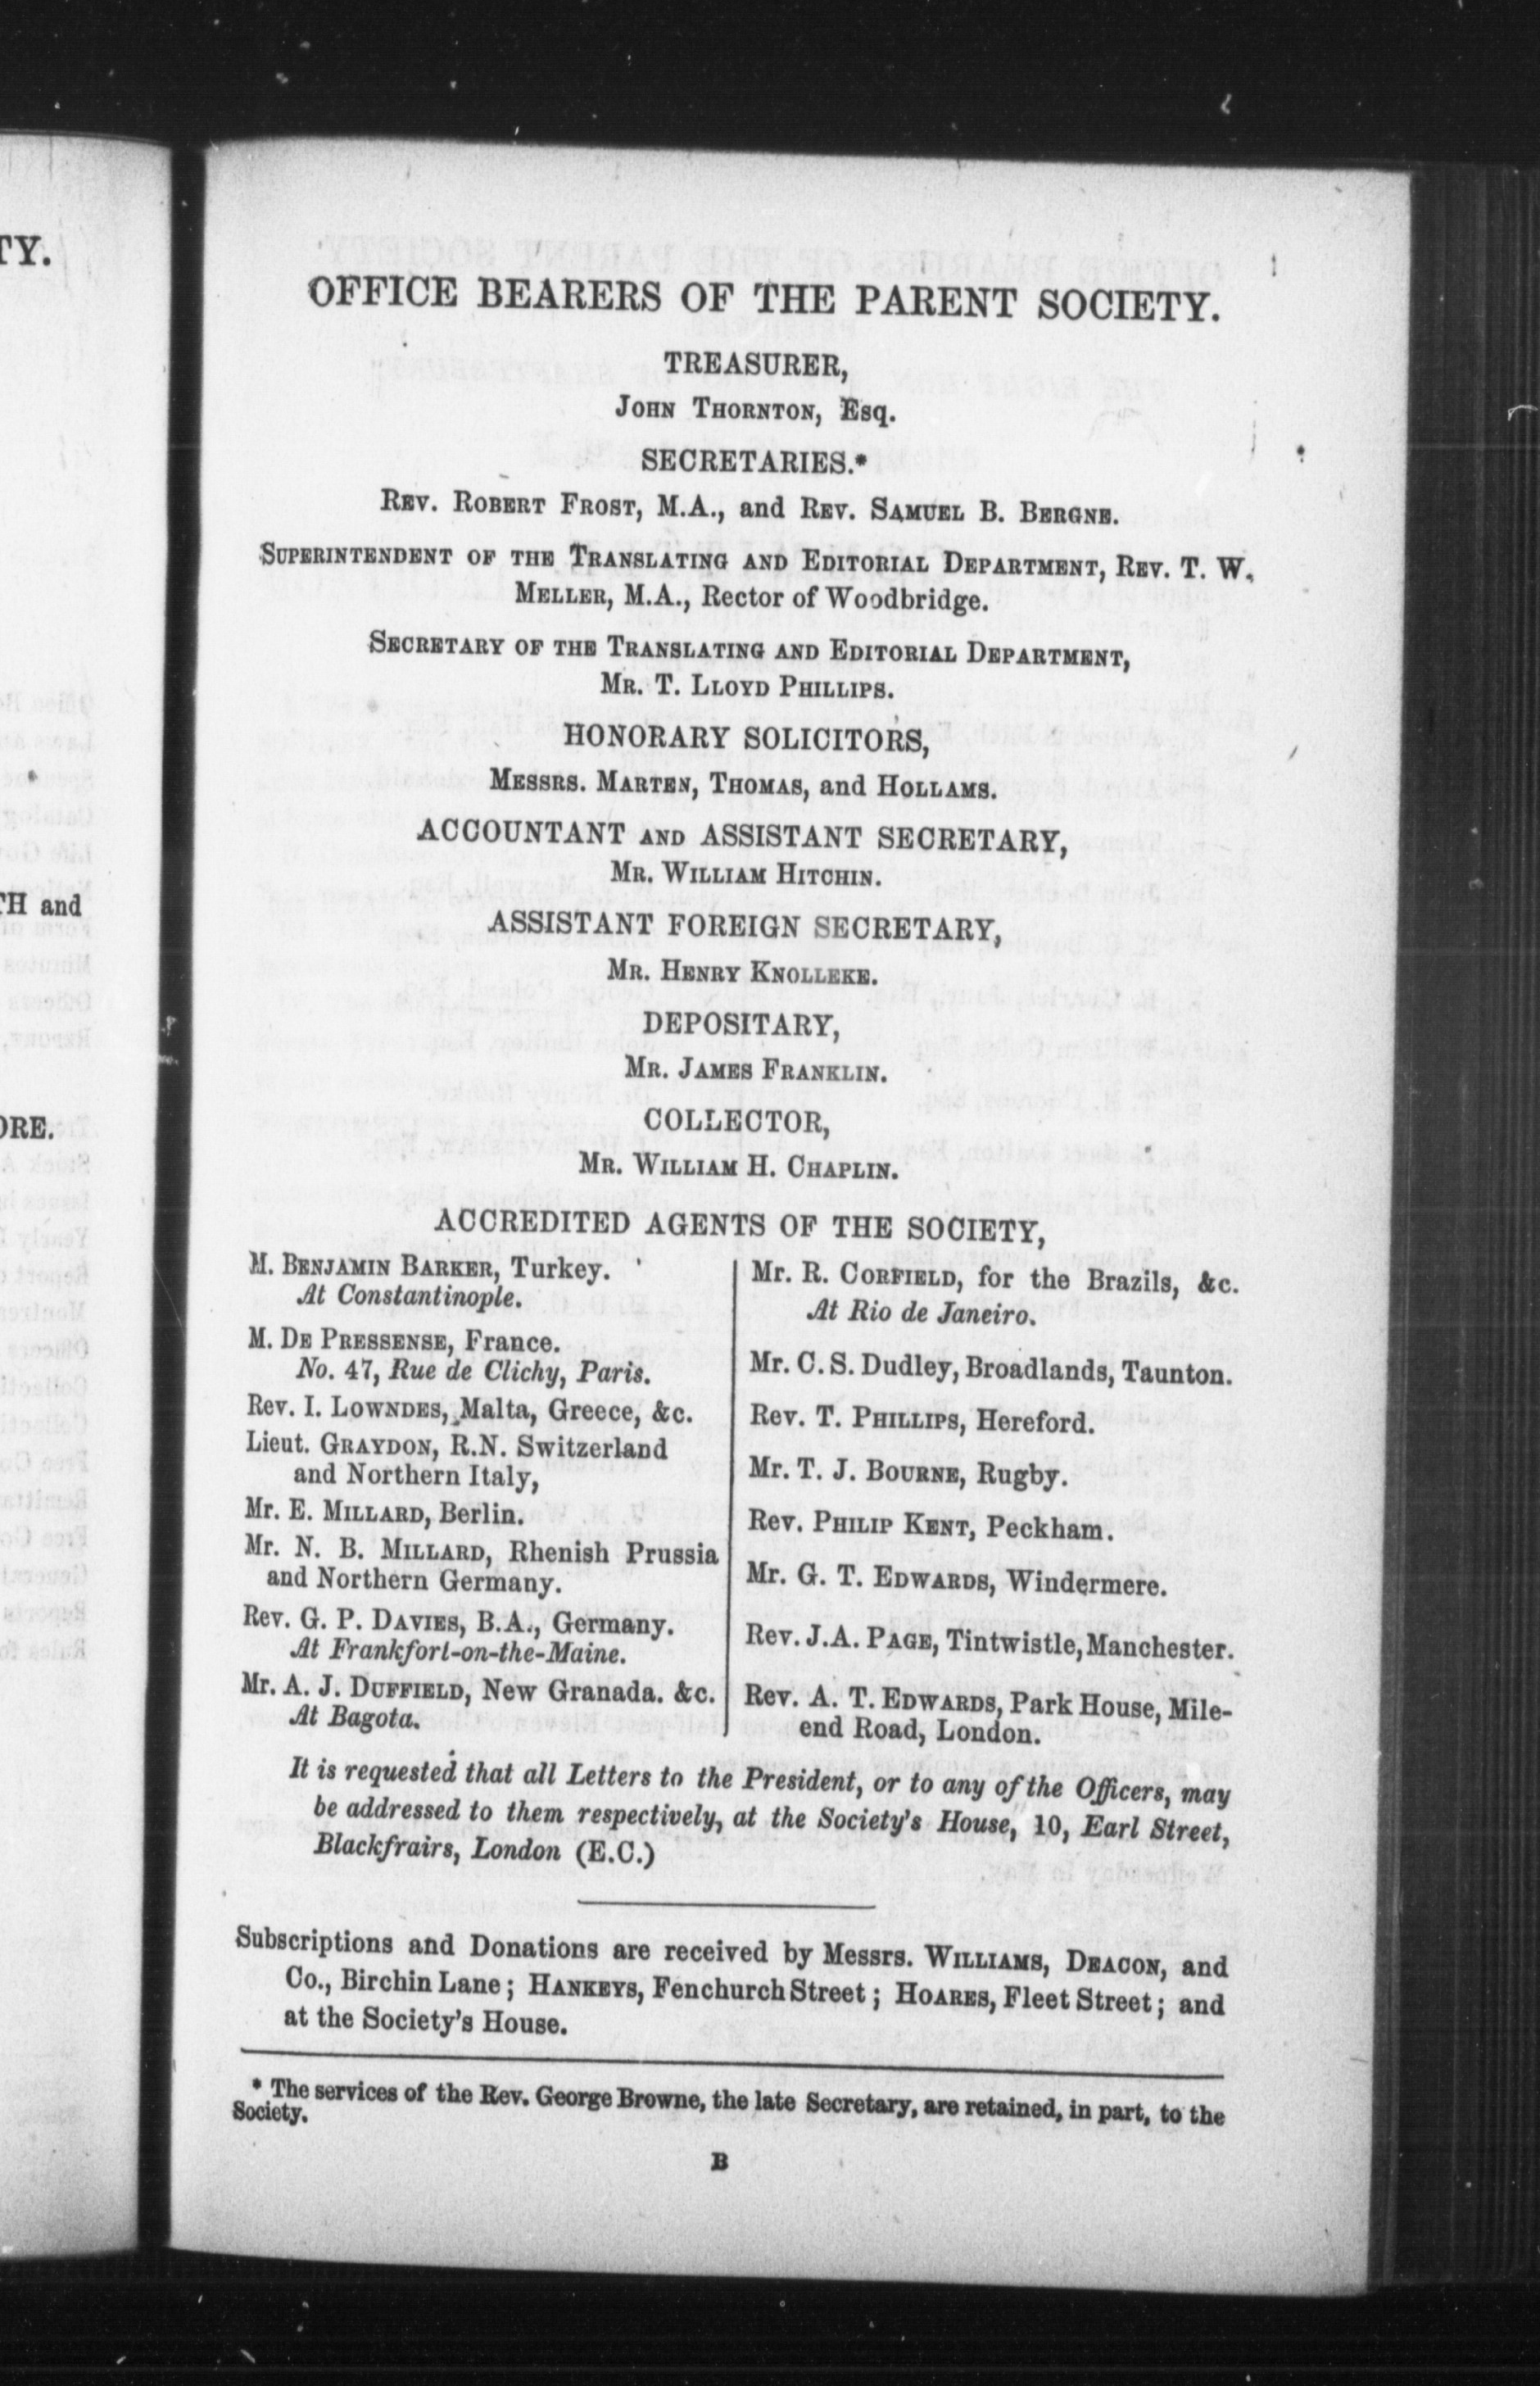 TY.
TH and
ORE.
OFFICE BEARERS OF THE PARENT SOCIETY.
TREASURER,
JOHN THORNTON, Esq.
SECRETARIES.*
REV. ROBERT FROST, M.A., and REV. SAMUEL B. BERGNE.
SUPERINTENDENT OF THE TRANSLATING AND EDITORIAL DEPARTMENT, REV. T. W.
MELLER, M.A., Rector of Woodbridge.
SECRETARY OF THE TRANSLATING AND EDITORIAL DEPARTMENT,
MR. T. LLOYD PHILLIPS.
HONORARY SOLICITORS,
MESSRS. MARTEN, THOMAS, and HOLLAMS.
ACCOUNTANT AND ASSISTANT SECRETARY,
MR. WILLIAM HITCHIN.
ASSISTANT FOREIGN SECRETARY,
MR. HENRY KNOLLEKE.
DEPOSITARY,
MR. JAMES FRANKLIN.
COLLECTOR,
MR. WILLIAM H. CHAPLIN.
ACCREDITED AGENTS OF THE SOCIETY,
M. BENJAMIN BARKER, Turkey.
At Constantinople.
M. DE PRESSENSE, France.
No. 47, Rue de Clichy, Paris.
Rev. I. LOWNDES, Malta, Greece, &c.
Lieut. GRAYDON, R.N. Switzerland
and Northern Italy,
Mr. E. MILLARD, Berlin.
Mr. N. B. MILLARD, Rhenish Prussia
and Northern Germany.
Rev. G. P. DAVIES, B.A., Germany.
At Frankfort-on-the-Maine.
Mr. A. J. DUFFIELD, New Granada. &c.
At Bagota.
Mr. R. CORFIELD, for the Brazils, &c.
At Rio de Janeiro.
Mr. C. S. Dudley, Broadlands, Taunton.
Rev. T. PHILLIPS, Hereford.
Mr. T. J. BOURNE, Rugby.
Rev. PHILIP KENT, Peckham.
Mr. G. T. EDWARDS, Windermere.
Rev. J.A. PAGE, Tintwistle, Manchester.
Rev. A. T. EDWARDS, Park House, Mile-
end Road, London.
It is requested that all Letters to the President, or to any of the Officers, may
be addressed to them respectively, at the Society's House, 10, Earl Street,
Blackfrairs, London (E.C.)
Subscriptions and Donations are received by Messrs. WILLIAMS, DEACON, and
Co., Birchin Lane; HANKEYS, Fenchurch Street; HOARES, Fleet Street; and
at the Society's House.
* The services of the Rev. George Browne, the late Secretary, are retained, in part, to the
Society.
B